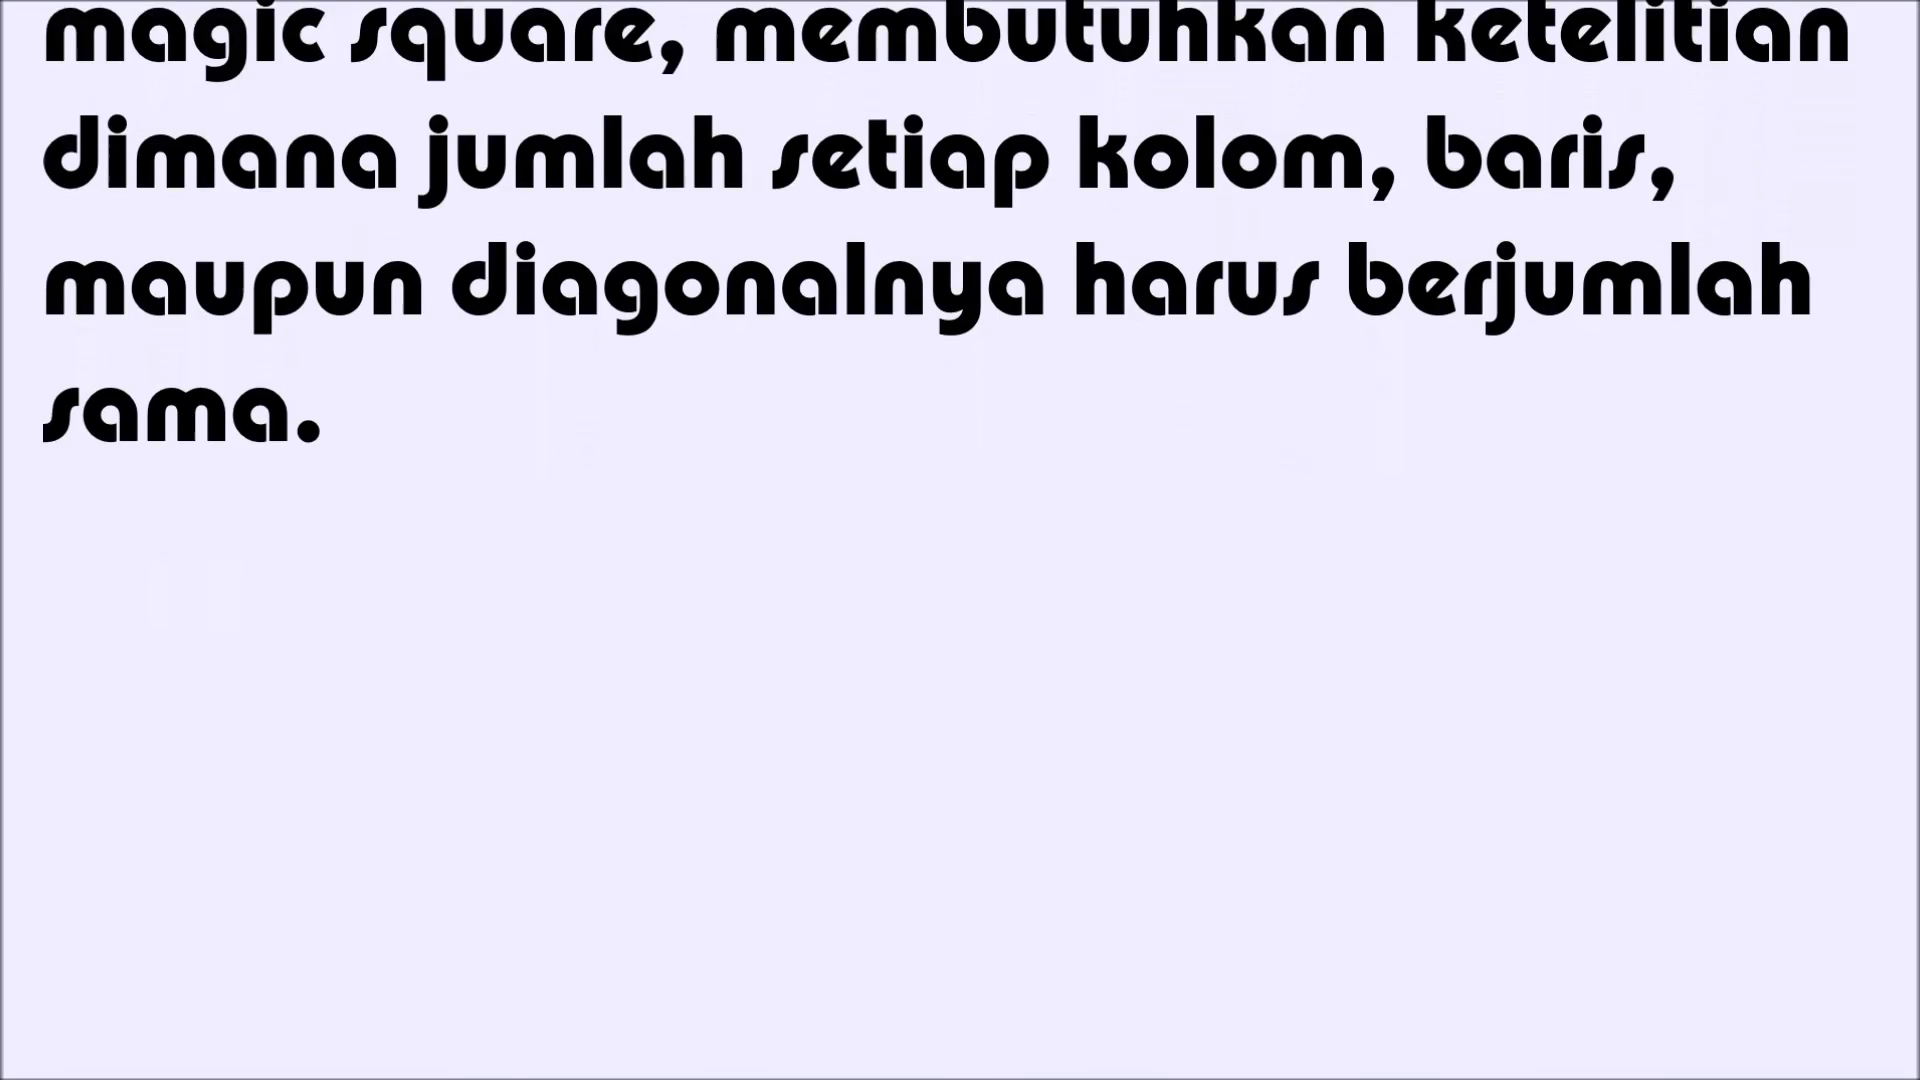 magic square, membutuhkan ketelitian
dimana jumlah setiap kolom, baris,
maupun diagonalnya harus berjumlah
sama.